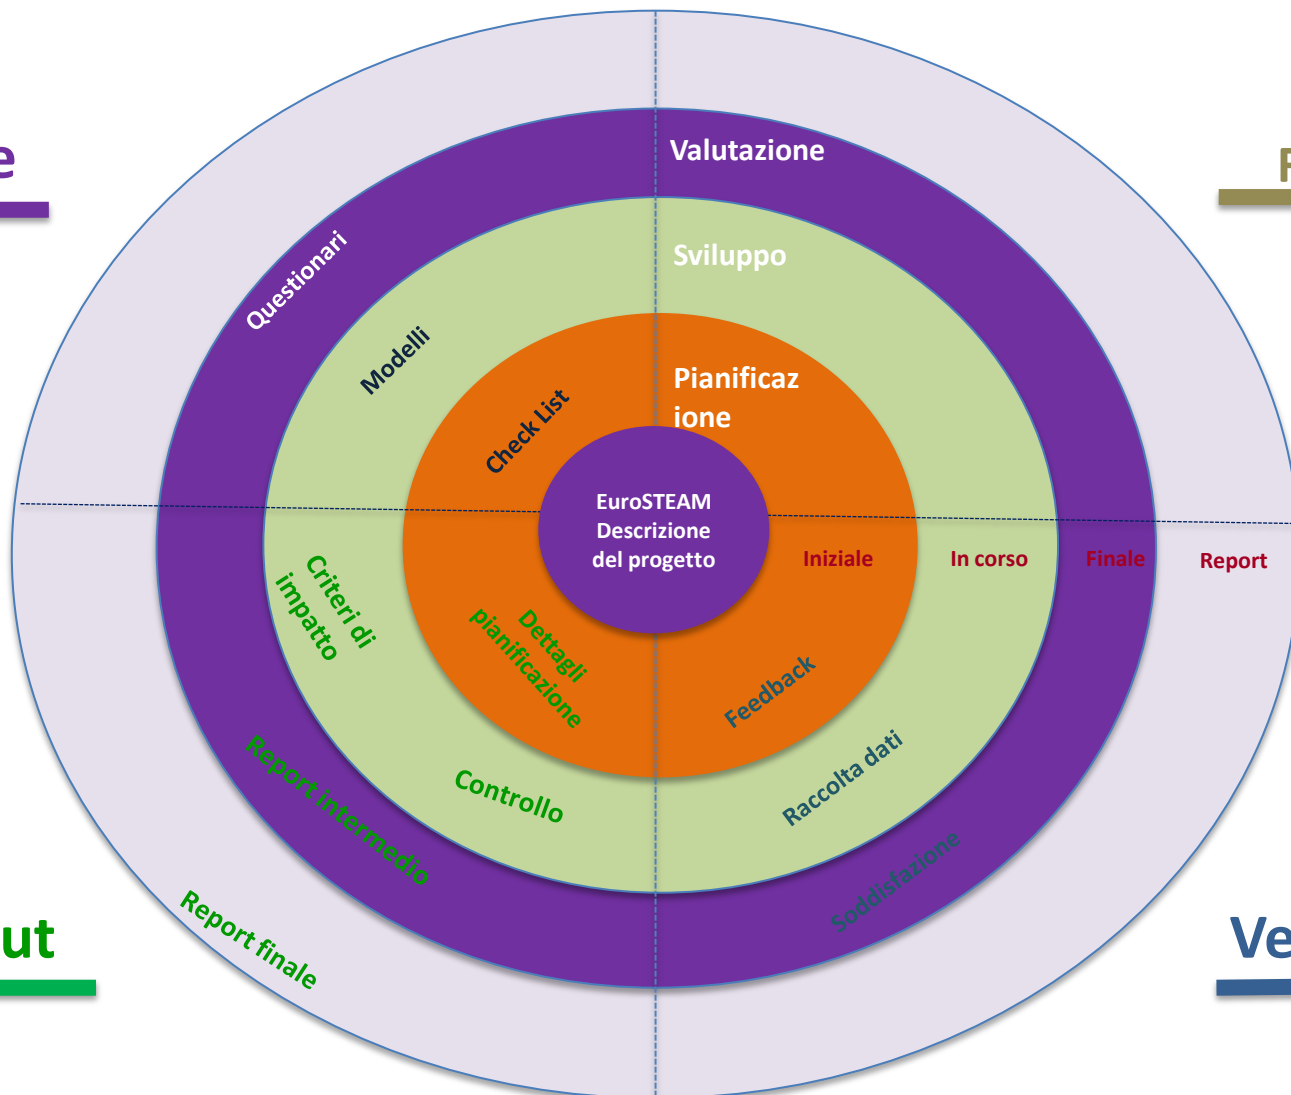 Valutazione
Sviluppo
Pianificaz
ione
Questionari
Modelli
Check List
EuroSTEAM
Descrizione
del progetto
Iniziale
In corso
Finale
Report
Criteri di
impatto
Dettagli
pianificazione
Feedback
Raccolta dati
Soddisfazione
Controllo
Report intermedio
Report finale
e
ut
Ve